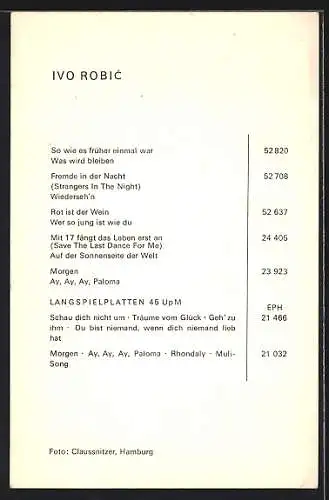 IVO ROBIĆ
So wie es früher einmal war 52 820
Was wird bleiben
Fremde in der Nacht 52 708
(Strangers In The Night)
Wiederseh'n
Rot ist der Wein 52 637
Wer so jung ist wie du
Mit 17 fängt das Leben erst an 24 405
(Save The Last Dance For Me)
Auf der Sonnenseite der Welt
Morgen 23 923
Ay, Ay, Ay, Paloma
LANGSPIELPLATTEN 45 UpM EPH
Schau dich nicht um · Träume vom Glück · Geh' zu 21 466
ihm · Du bist niemand, wenn dich niemand lieb
hat
Morgen · Ay, Ay, Ay, Paloma · Rhondaly · Muli- 21 032
Song
Foto: Claussnitzer, Hamburg